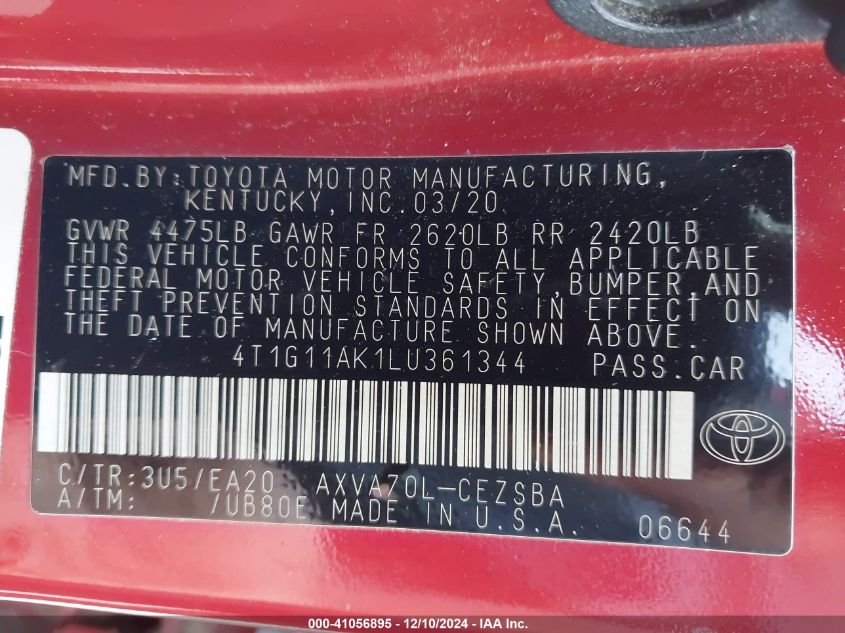 MFD.BY:TOYOTA MOTOR MANUFACTURING,
KENTUCKY,INC.03/20
GVWR 4475LB GAWR FR 2620LB RR 2420LB
THIS VEHICLE CONFORMS TO ALL APPLICABLE
FEDERAL MOTOR VEHICLE SAFETY,BUMPER,AND
THEFT PREVENTION STANDARDS IN EFFECT ON
THE DATE OF MANUFACTURE SHOWN ABOVE.
4T1G11AK1LU361344 PASS.CAR
C/TR:3U5/EA20 AXVA70L-CEZSBA
A/TM: /UB80E MADE IN U.S.A. 06644
000-41056895 - 12/10/2024 - IAA Inc.